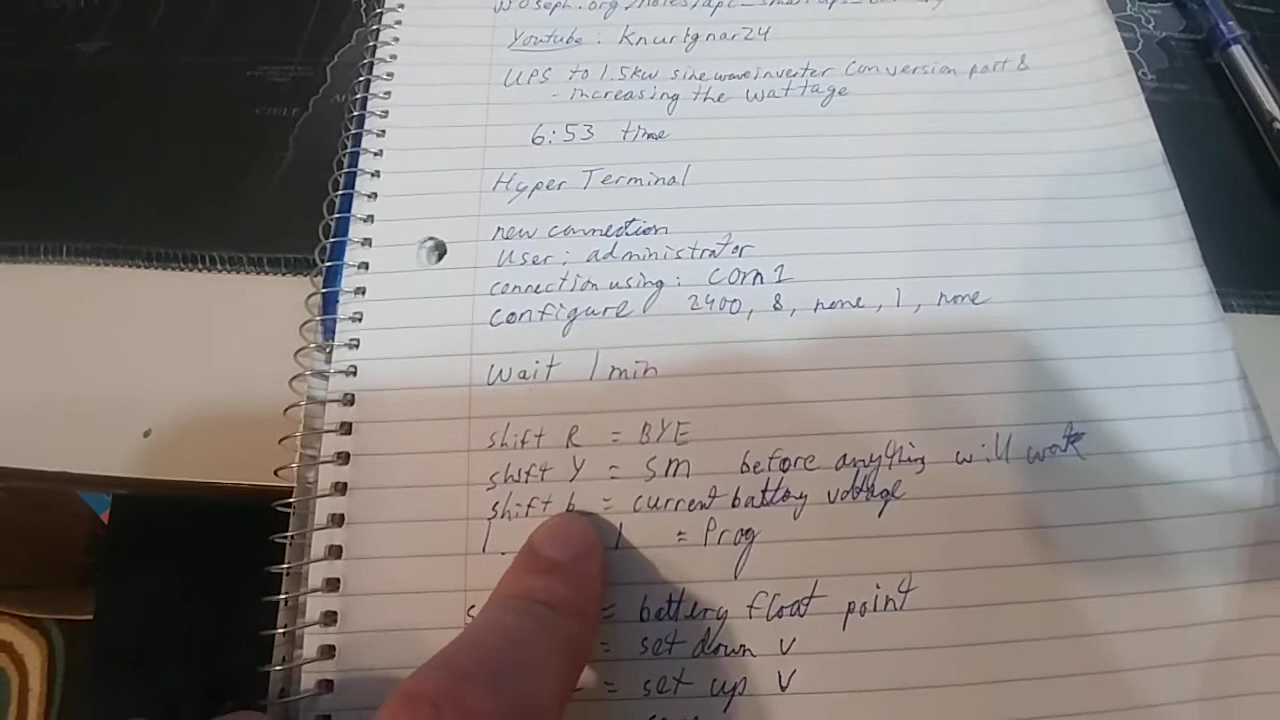 Youtube: Knurlgnar24
UPS to 1.5kw sinewave inverter conversion part 8
- increasing the wattage
6:53 time
Hyper Terminal
new connection
User: administrator
connection using: com1
configure 2400, 8, none, 1, none
wait 1 min
shift R = BYE
shift Y = SM before anything will work
shift b = current battery voltage
1 1 = Prog
= battery float point
= set down V
= set up V